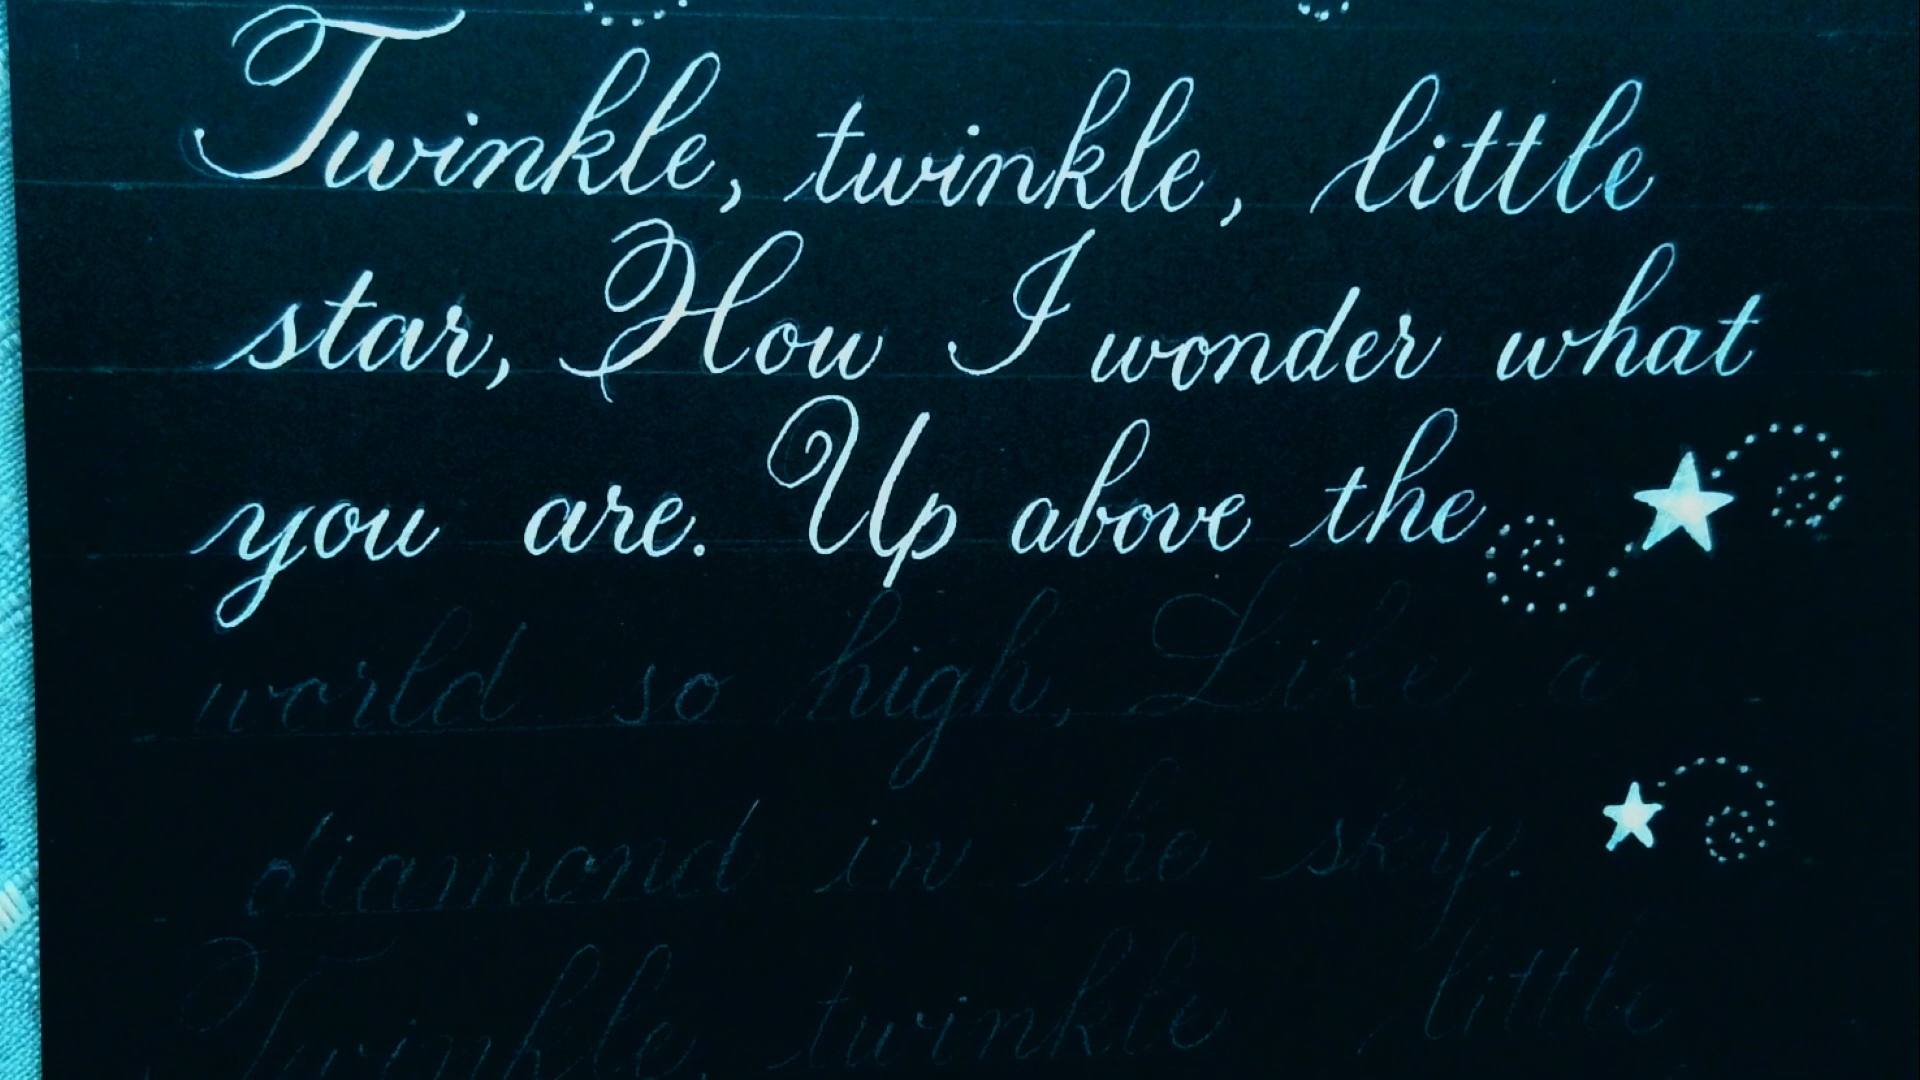 Twinkle, twinkle, little
star, How I wonder what
you are. Up above the
world so high, Like a
diamond in the sky.
Twinkle, twinkle little